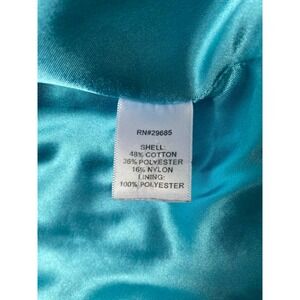 RN#29685
SHELL:
48% COTTON
36% POLYESTER
16% NYLON
LINING:
100% POLYESTER